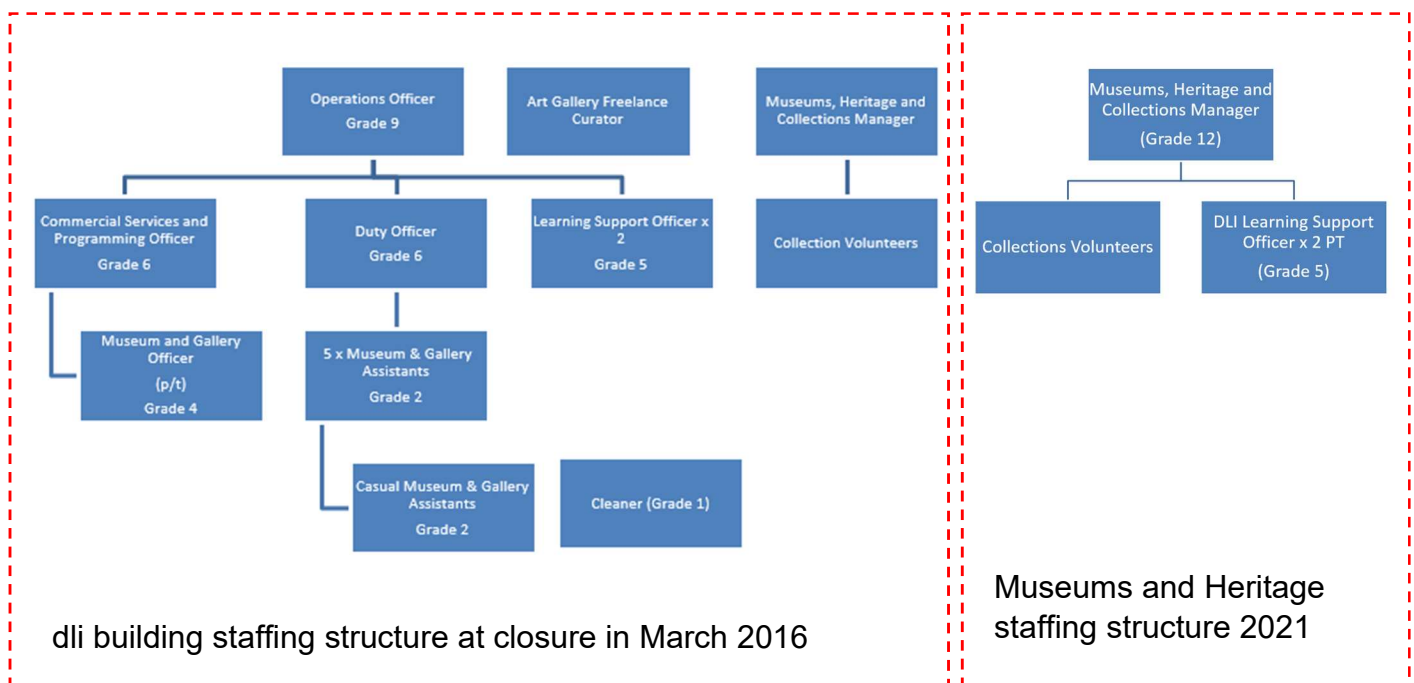 Operations Officer
Grade 9
Art Gallery Freelance
Curator
Museums, Heritage and
Collections Manager
Commercial Services and
Programming Officer
Grade 6
Duty Officer
Grade 6
Learning Support Officer x
2
Grade 5
Collection Volunteers
Museum and Gallery
Officer
(p/t)
Grade 4
5 x Museum & Gallery
Assistants
Grade 2
Casual Museum & Gallery
Assistants
Grade 2
Cleaner (Grade 1)
dli building staffing structure at closure in March 2016
Museums, Heritage and
Collections Manager
(Grade 12)
Collections Volunteers
DLI Learning Support
Officer x 2 PT
(Grade 5)
Museums and Heritage
staffing structure 2021